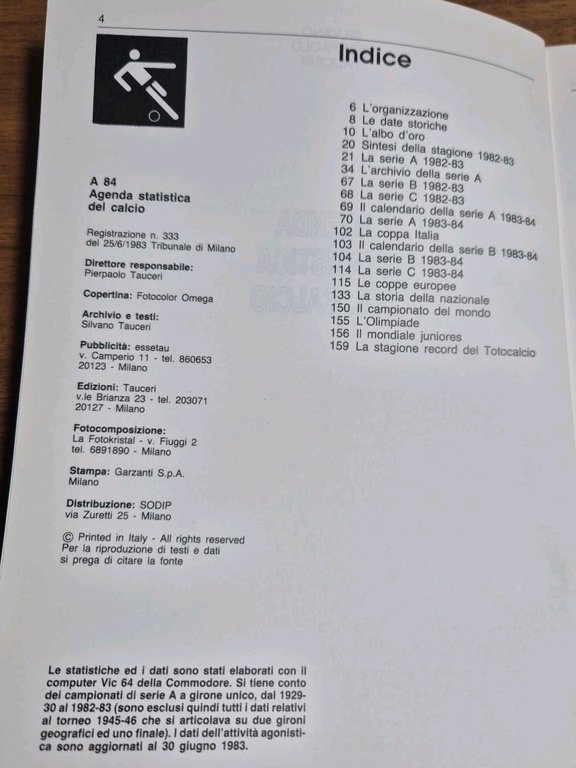 4
Indice
A 84
Agenda statistica
del calcio
Registrazione n. 333
del 25/6/1983 Tribunale di Milano
Direttore responsabile:
Pierpaolo Tauceri
Copertina: Fotocolor Omega
Archivio e testi:
Silvano Tauceri
Pubblicità: essetau
v. Camperio 11 - tel. 860653
20123 - Milano
Edizioni: Tauceri
v.le Brianza 23 - tel. 203071
20127 - Milano
Fotocomposizione:
La Fotokristal - v. Fiuggi 2
tel. 6891890 - Milano
Stampa: Garzanti S.p.A.
Milano
Distribuzione: SODIP
via Zuretti 25 - Milano
© Printed in Italy - All rights reserved
Per la riproduzione di testi e dati
si prega di citare la fonte
6 L'organizzazione
8 Le date storiche
10 L'albo d'oro
20 Sintesi della stagione 1982-83
21 La serie A 1982-83
34 L'archivio della serie A
67 La serie B 1982-83
68 La serie C 1982-83
69 Il calendario della serie A 1983-84
70 La serie A 1983-84
102 La coppa Italia
103 Il calendario della serie B 1983-84
104 La serie B 1983-84
114 La serie C 1983-84
115 Le coppe europee
133 La storia della nazionale
150 Il campionato del mondo
155 L'Olimpiade
156 Il mondiale juniores
159 La stagione record del Totocalcio
Le statistiche ed i dati sono stati elaborati con il
computer Vic 64 della Commodore. Si tiene conto
dei campionati di serie A a girone unico, dal 1929-
30 al 1982-83 (sono esclusi quindi tutti i dati relativi
al torneo 1945-46 che si articolava su due gironi
geografici ed uno finale). I dati dell'attività agonisti-
ca sono aggiornati al 30 giugno 1983.